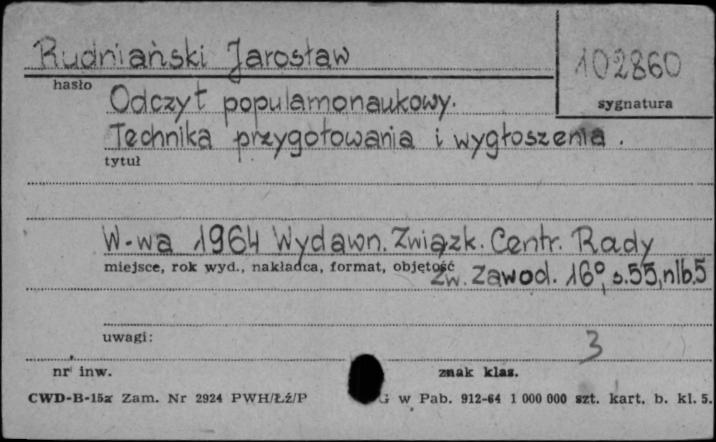 Rudniański Jarosław
102860
hasło
sygnatura
Odczyt popularnonaukowy.
Technika przygotowania i wygłoszenia.
tytuł
W-wa 1964 Wydawn. Związk. Centr. Rady
miejsce, rok wyd., nakładca, format, objętość
Zw. Zawod. 16°, s. 55, nlb. 5
uwagi:
3
nr inw.
znak klas.
CWD-B-15a Zam. Nr 2924 PWH/Łź/P
G w Pab. 912-64 1 000 000 szt. kart. b. kl. 5.